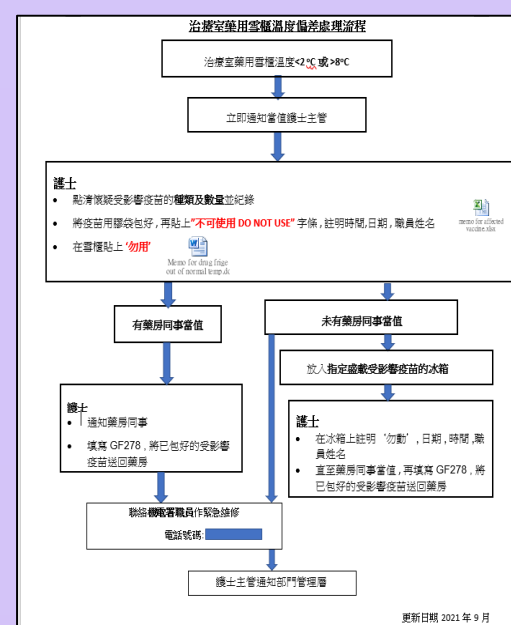 治療室藥用雪櫃溫度偏差處理流程
治療室藥用雪櫃溫度<2 ºC 或 >8ºC
立即通知當值護士主管
護士
• 點清懷疑受影響疫苗的種類及數量並紀錄
• 將疫苗用膠袋包好,再貼上"不可使用 DO NOT USE" 字條,註明時間,日期,職員姓名
memo for affected
vaccine.xlsx
• 在雪櫃貼上 '勿用'
Memo for drug frige
out of normal temp.dc
有藥房同事當值
未有藥房同事當值
放入指定盛載受影響疫苗的冰箱
護士
• 通知藥房同事
• 填寫 GF278,將已包好的受影響
疫苗送回藥房
護士
• 在冰箱上註明 '勿動',日期,時間,職
員姓名
• 直至藥房同事當值,再填寫 GF278,將
已包好的受影響疫苗送回藥房
聯絡機電署職員作緊急維修
電話號碼:
護士主管通知部門管理層
更新日期 2021 年 9 月